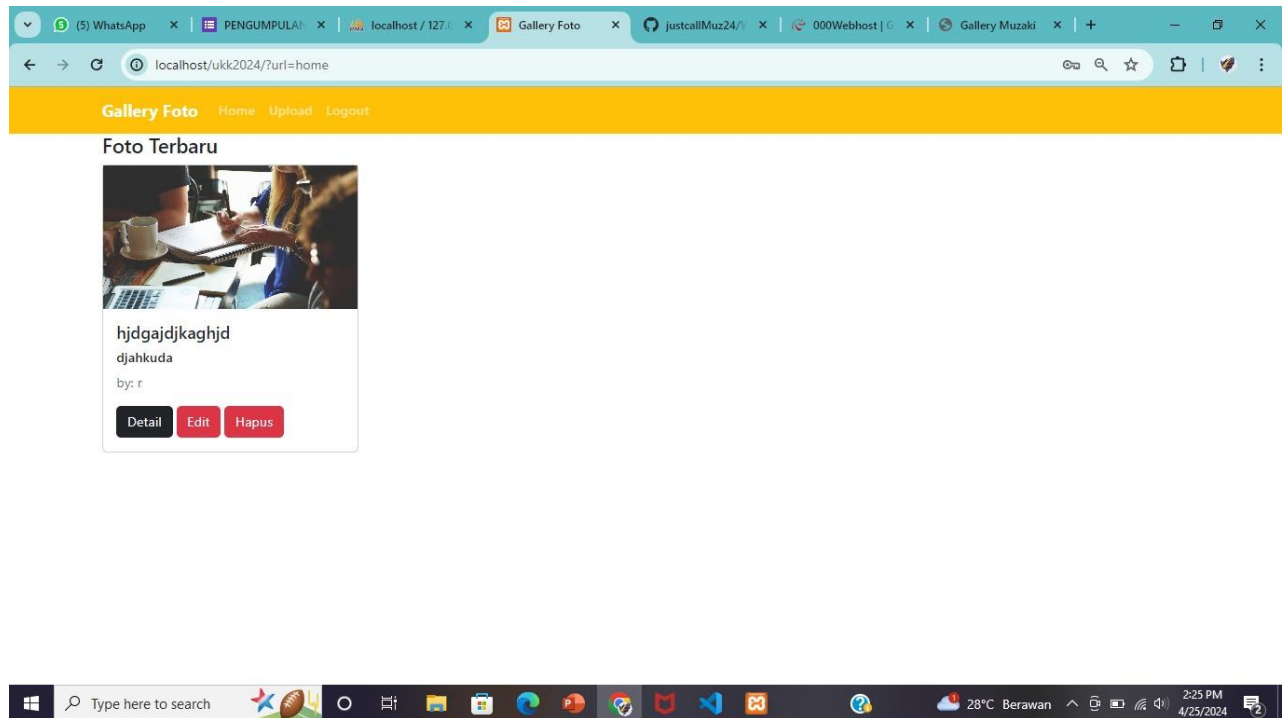 (5) WhatsApp
PENGUMPULA
localhost / 127.0
Gallery Foto
justcallMuz24/
000Webhost | G
Gallery Muzaki
localhost/ukk2024/?url=home
Gallery Foto Home Upload Logout
Foto Terbaru
hjdgajdjkaghjd
djahkuda
by: r
Detail Edit Hapus
Type here to search
28°C Berawan
2:25 PM
4/25/2024